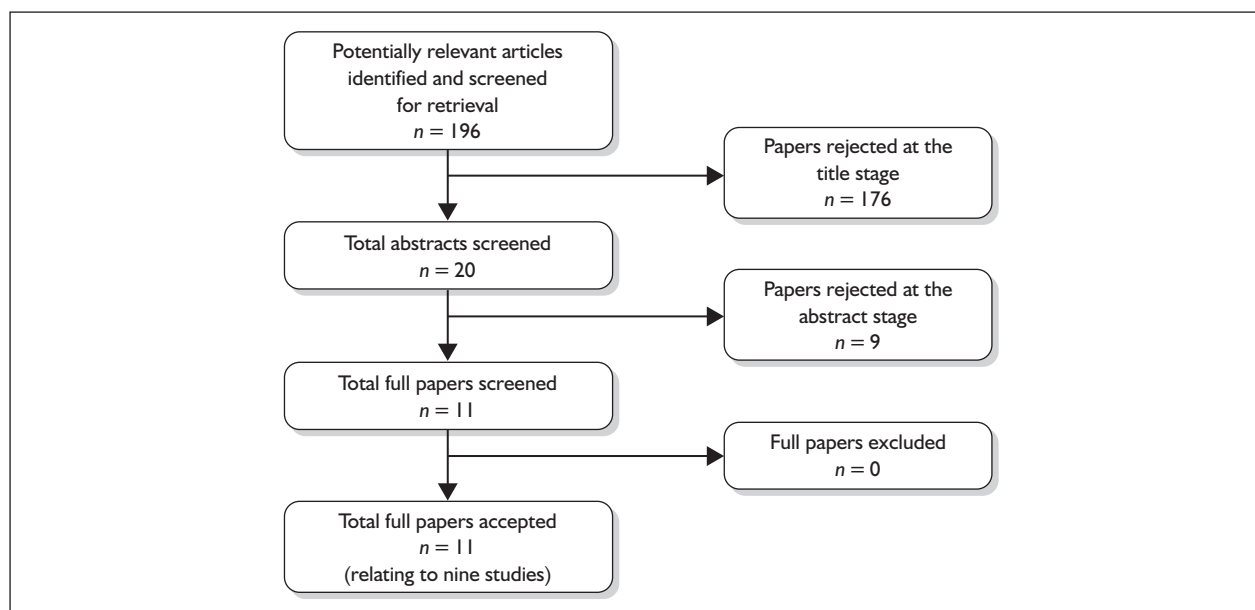 Potentially relevant articles
identified and screened
for retrieval
n = 196
Papers rejected at the
title stage
n = 176
Total abstracts screened
n = 20
Papers rejected at the
abstract stage
n = 9
Total full papers screened
n = 11
Full papers excluded
n = 0
Total full papers accepted
n = 11
(relating to nine studies)